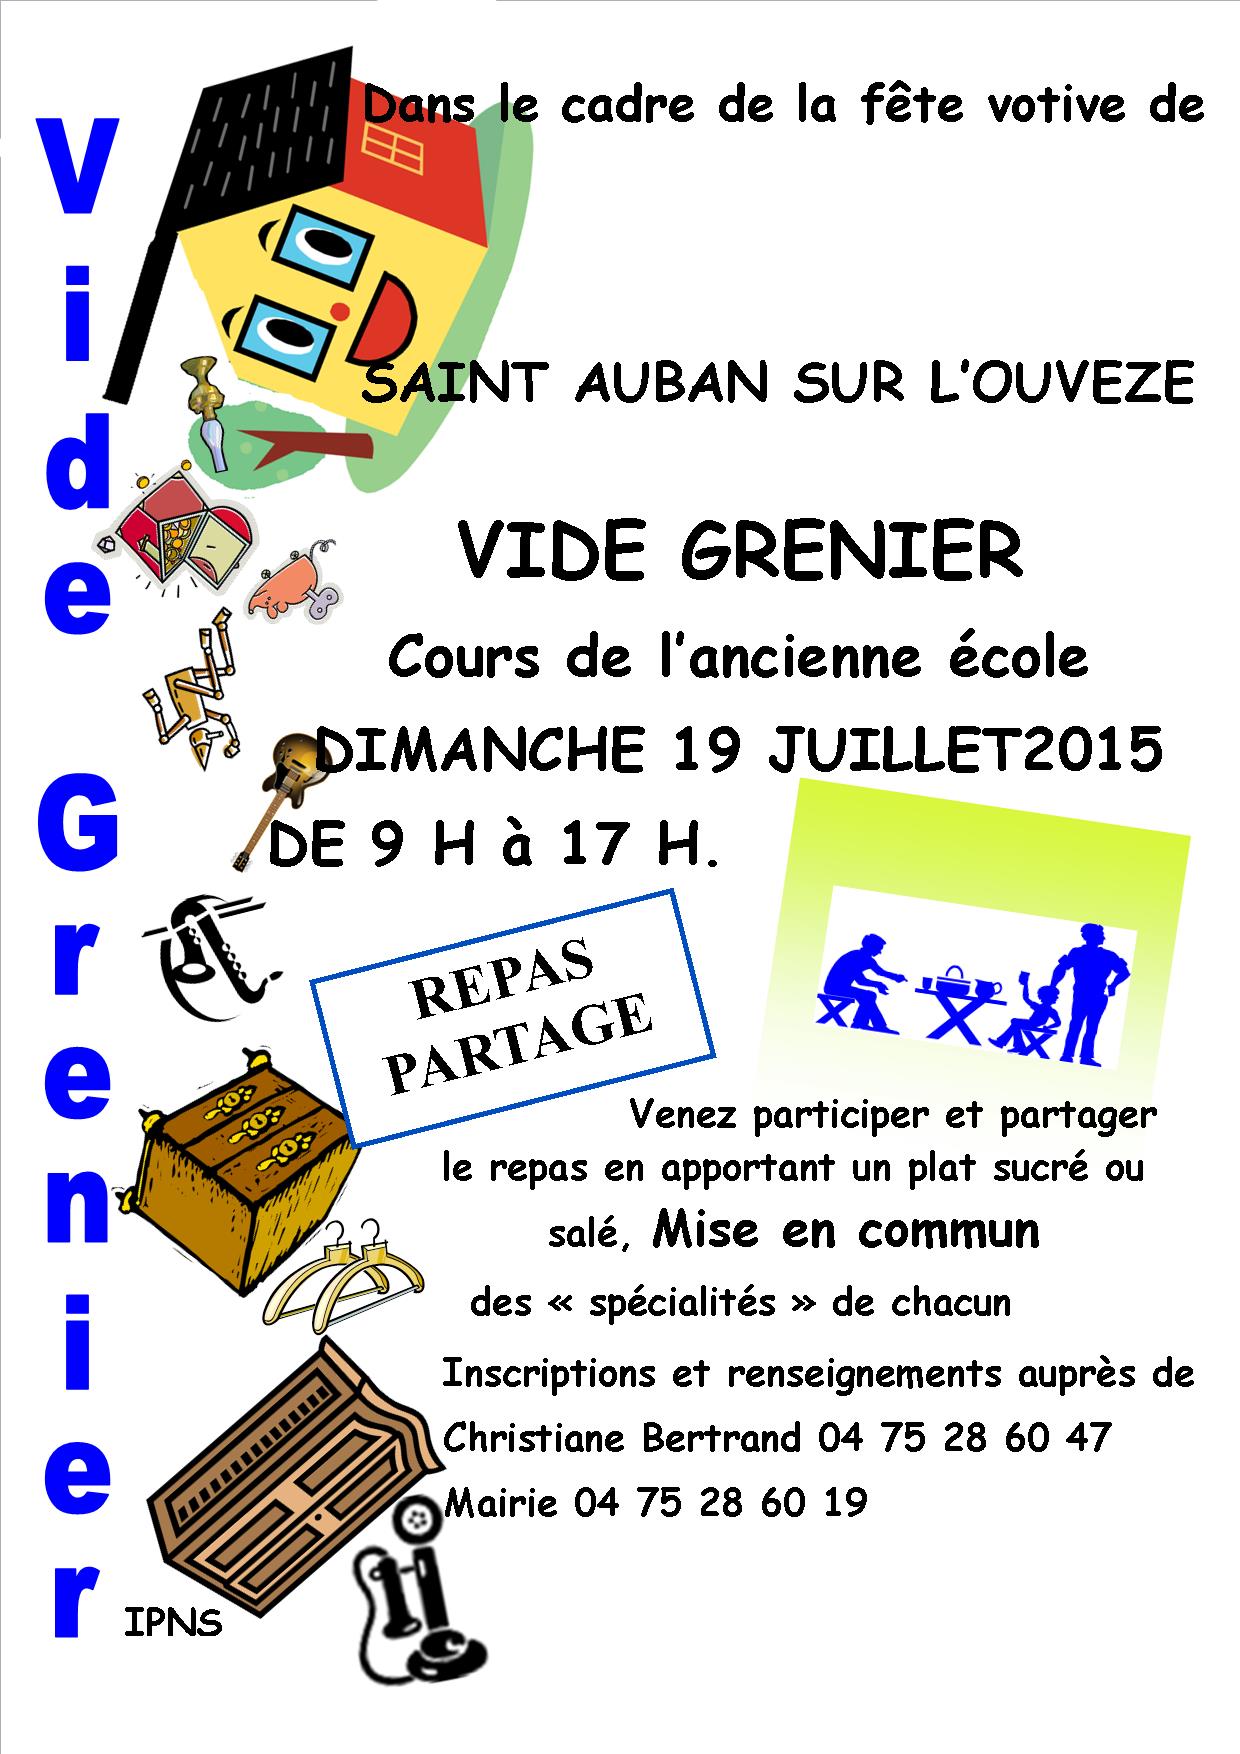 Dans le cadre de la fête votive de
SAINT AUBAN SUR L'OUVEZE
Vide Grenier
VIDE GRENIER
Cours de l'ancienne école
DIMANCHE 19 JUILLET2015
DE 9 H à 17 H.
REPAS
PARTAGE
Venez participer et partager
le repas en apportant un plat sucré ou
salé, Mise en commun
des « spécialités » de chacun
Inscriptions et renseignements auprès de
Christiane Bertrand 04 75 28 60 47
Mairie 04 75 28 60 19
IPNS